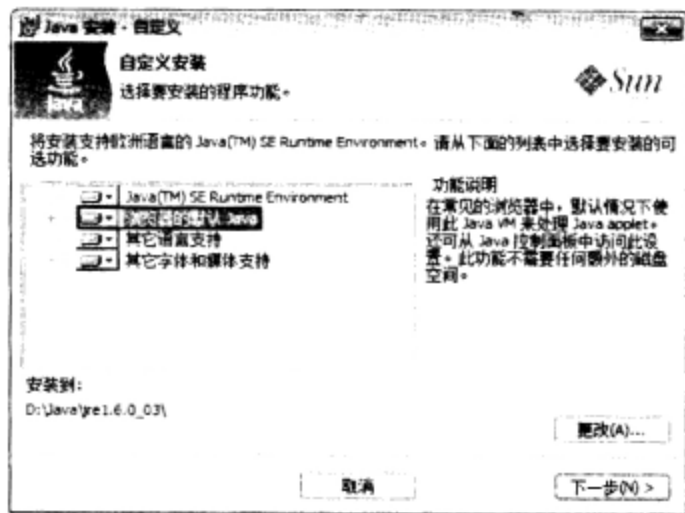 Java 安装 - 自定义
自定义安装
选择要安装的程序功能。
Java
Sun
将安装支持欧洲语言的 Java(TM) SE Runtime Environment。请从下面的列表中选择要安装的可
选功能。
Java(TM) SE Runtime Environment
浏览器的默认 Java
其它语言支持
其它字体和媒体支持
功能说明
在常见的浏览器中，默认情况下使
用此 Java VM 来处理 Java applet。
还可从 Java 控制面板中访问此设
置。此功能不需要任何额外的磁盘
空间。
安装到：
D:\Java\jre1.6.0_03\
更改(A)...
取消
下一步(N) >